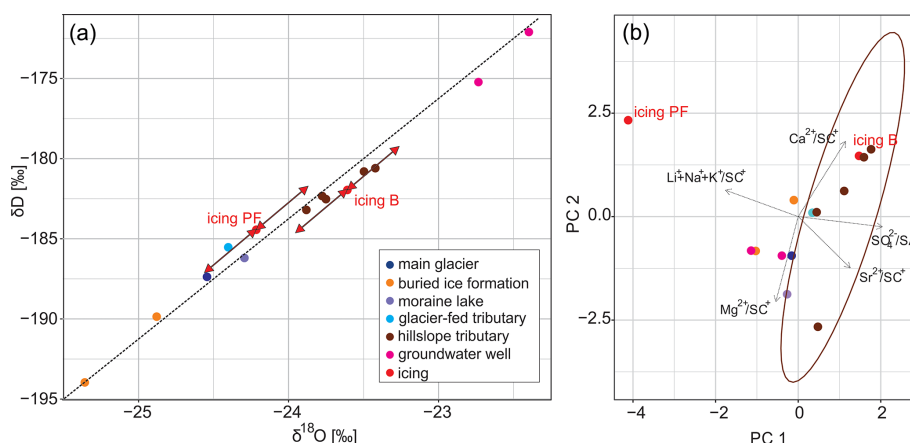 (a)
δD [‰]
−175
−180
−185
−190
−195
icing PF
icing B
main glacier
buried ice formation
moraine lake
glacier-fed tributary
hillslope tributary
groundwater well
icing
−25
−24
−23
δ18O [‰]
(b)
PC 2
2.5
0.0
−2.5
icing PF
Ca2+/SC+
icing B
Li++Na++K+/SC+
SO42-/SA
Sr2+/SC+
Mg2+/SC+
−4
−2
0
2
PC 1